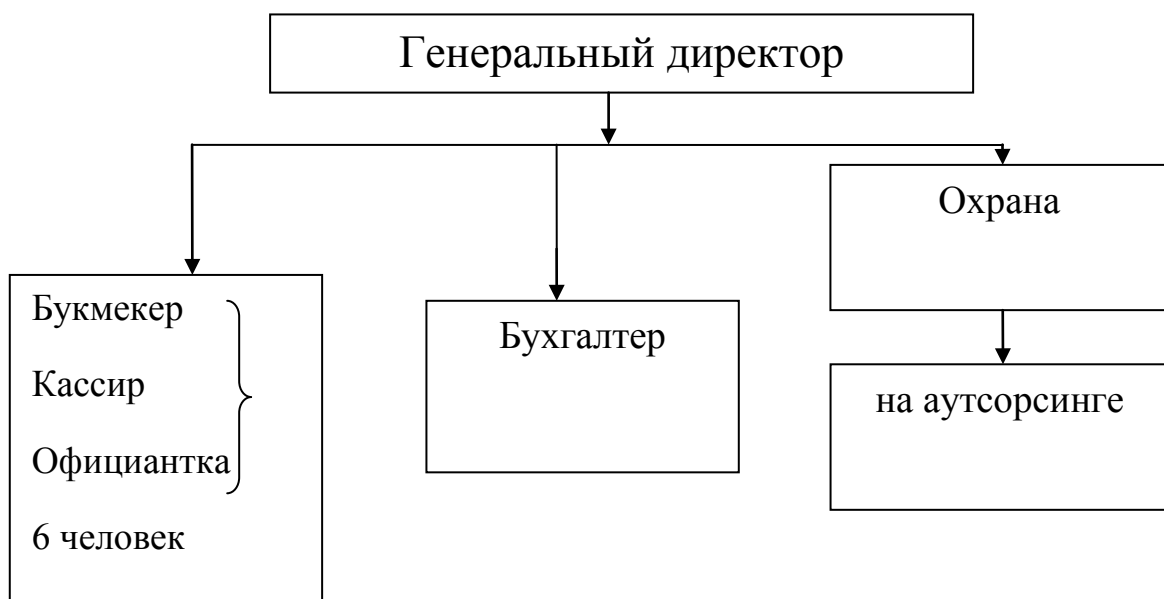 Генеральный директор
Охрана
Букмекер
Кассир
Официантка
6 человек
Бухгалтер
на аутсорсинге